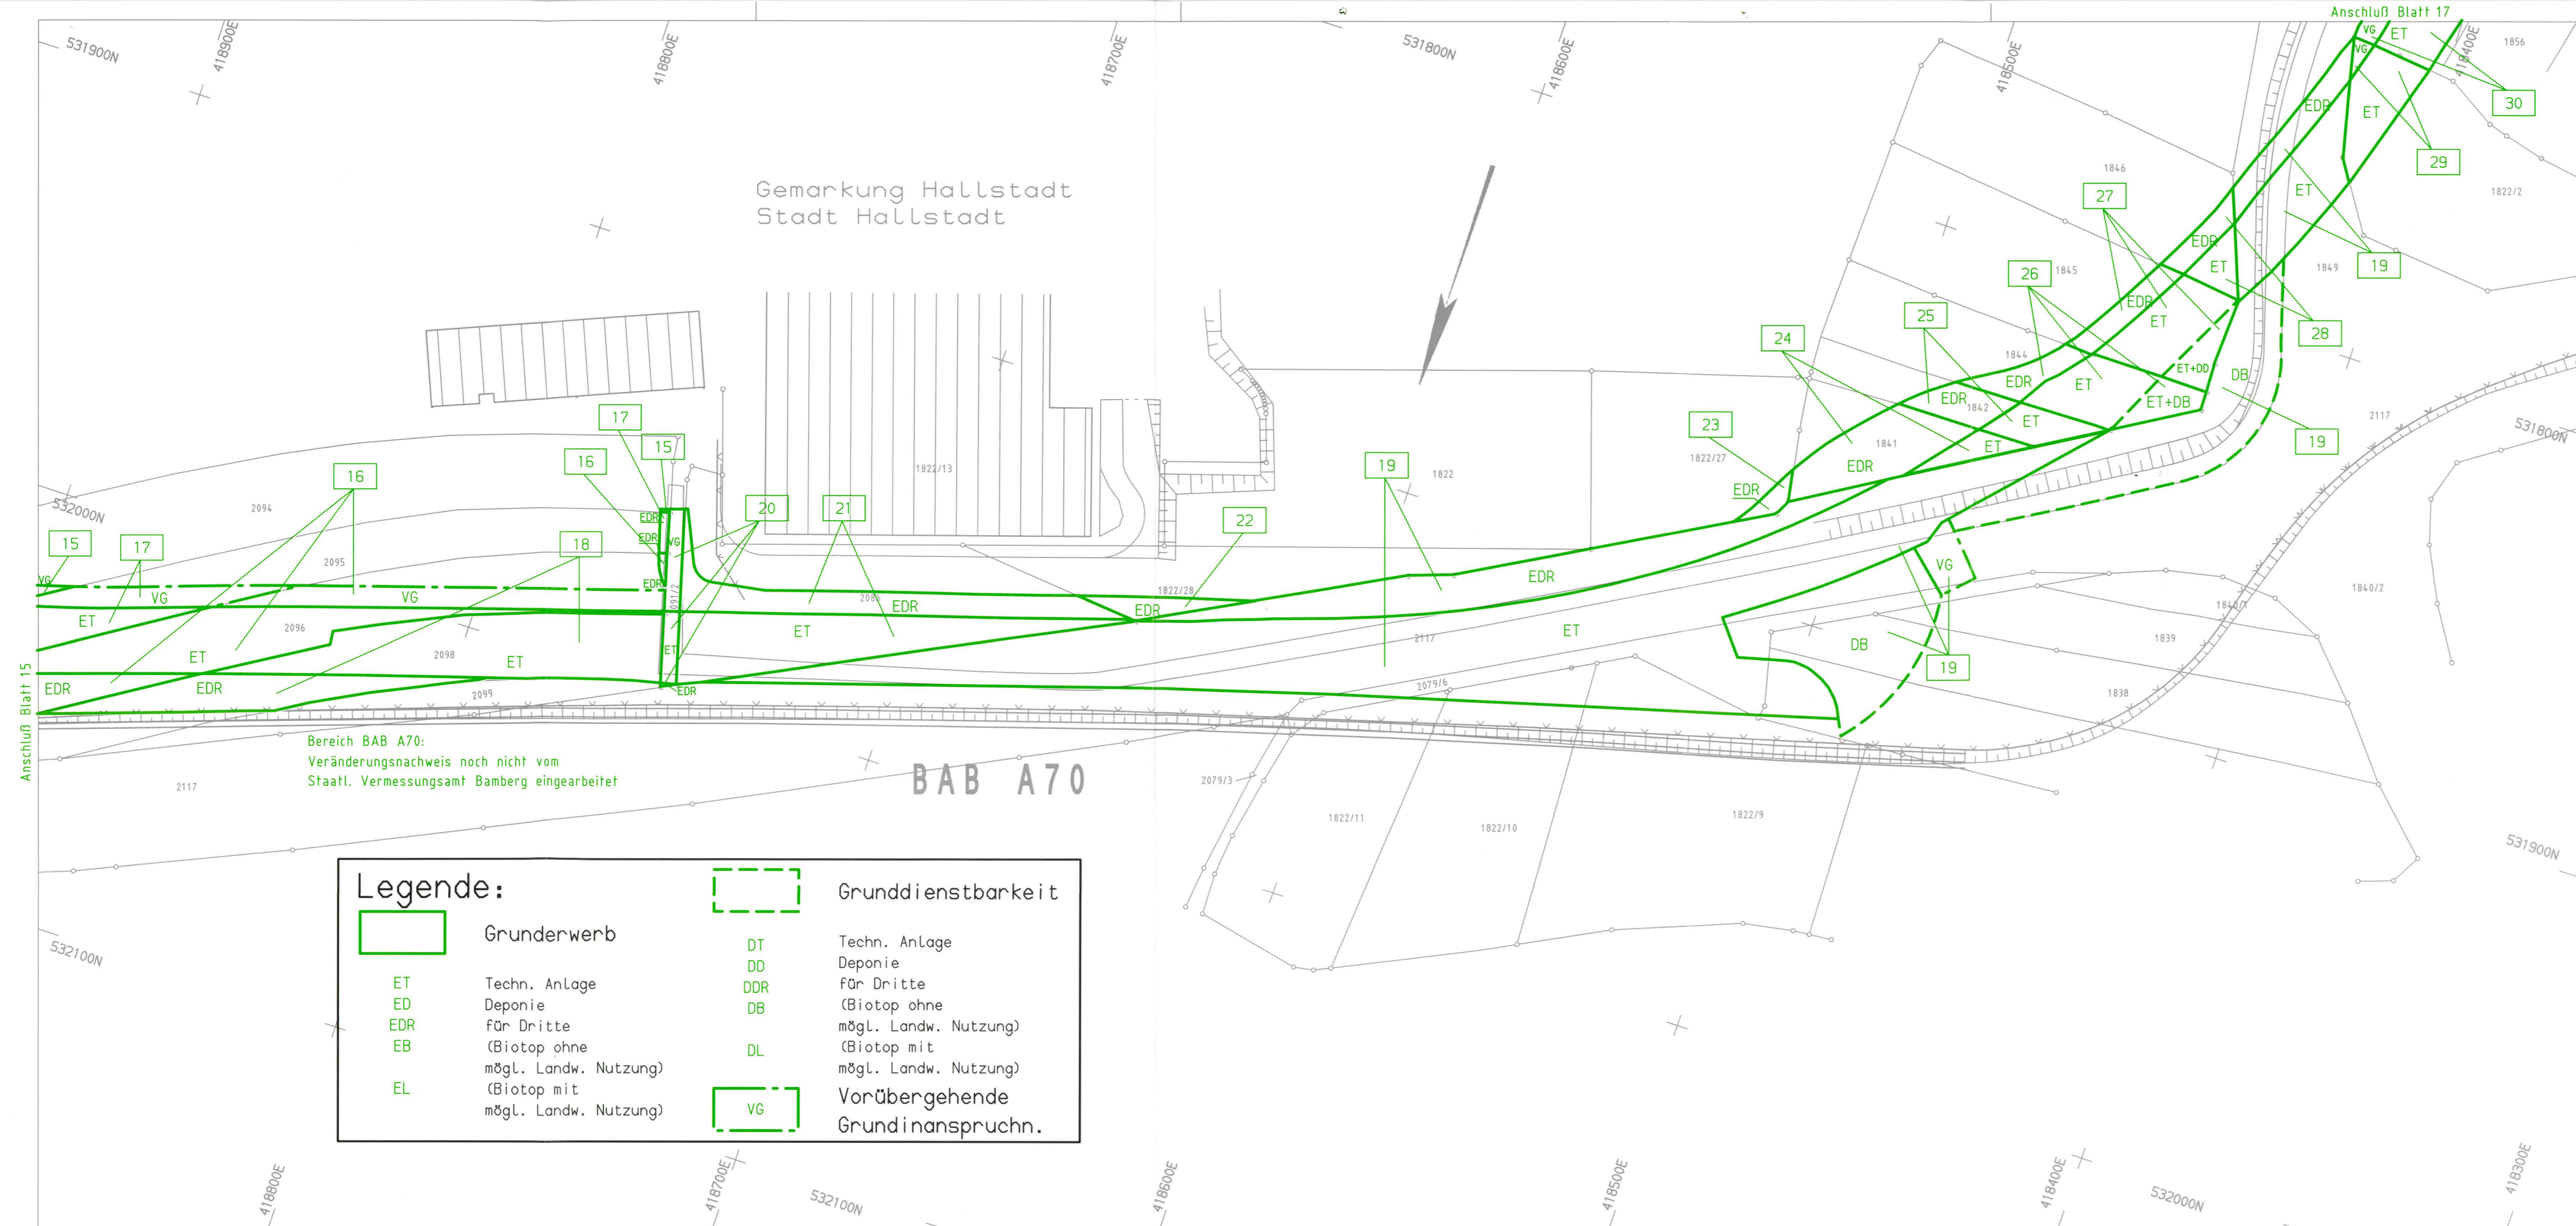 Anschluß Blatt 17
531900N
418900E
418800E
418700E
531800N
418600E
418500E
418400E
VG
ET
1856
VG
EDR
ET
30
29
1846
27
ET
1822/2
Gemarkung Hallstadt
Stadt Hallstadt
EDR
ET
19
26
1845
1849
EDR
ET
28
25
24
1844
ET+DD
DB
EDR
ET
EDR
1842
ET+DB
ET
2117
17
23
1841
ET
19
531800N
15
1822/27
16
1822/13
19
1822
EDR
16
EDR
532000N
2094
EDR
20
21
22
EDR
VG
15
17
18
2095
VG
EDR
2091/2
VG
VG
1822/28
EDR
EDR
EDR
VG
1840/2
1840/1
ET
2096
ET
ET
2117
DB
1839
ET
2098
ET
ET
19
EDR
EDR
2099
EDR
2079/6
1838
Anschluß Blatt 15
Bereich BAB A70:
Veränderungsnachweis noch nicht vom
Staatl. Vermessungsamt Bamberg eingearbeitet
2117
BAB A70
2079/3
1822/11
1822/10
1822/9
531900N
532100N
Legende:
Grunderwerb
ET Techn. Anlage
ED Deponie
EDR für Dritte
EB (Biotop ohne
mögl. Landw. Nutzung)
EL (Biotop mit
mögl. Landw. Nutzung)
Grunddienstbarkeit
DT Techn. Anlage
DD Deponie
DDR für Dritte
DB (Biotop ohne
mögl. Landw. Nutzung)
DL (Biotop mit
mögl. Landw. Nutzung)
VG Vorübergehende
Grundinanspruchn.
418800E
418700E
532100N
418600E
418500E
418400E
532000N
418300E